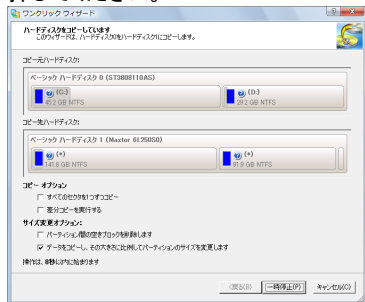 ワンクリック ウィザード
ハードディスクをコピーしています
このウィザードは、ハードディスク0をハードディスク1にコピーします。
コピー元ハードディスク:
ベーシック ハードディスク 0 (ST3808110AS)
(C:)
45.2 GB NTFS
(D:)
29.2 GB NTFS
コピー先ハードディスク:
ベーシック ハードディスク 1 (Maxtor 6L250S0)
(*)
141.8 GB NTFS
(*)
91.9 GB NTFS
コピー オプション
すべてのセクタを1つずつコピー
差分コピーを実行する
サイズ変更オプション:
パーティション間の空きブロックを削除します
データをコピーし、その大きさに比例してパーティションのサイズを変更します
操作は、8秒以内に始まります
<戻る(B)
一時停止(P)
キャンセル(C)